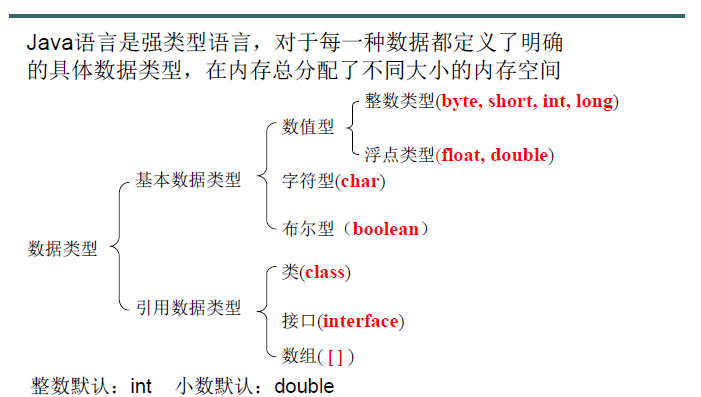 Java语言是强类型语言，对于每一种数据都定义了明确
的具体数据类型，在内存总分配了不同大小的内存空间
整数类型(byte, short, int, long)
数值型
浮点类型(float, double)
基本数据类型
字符型(char)
布尔型（boolean）
数据类型
类(class)
引用数据类型
接口(interface)
数组([ ])
整数默认：int 小数默认：double